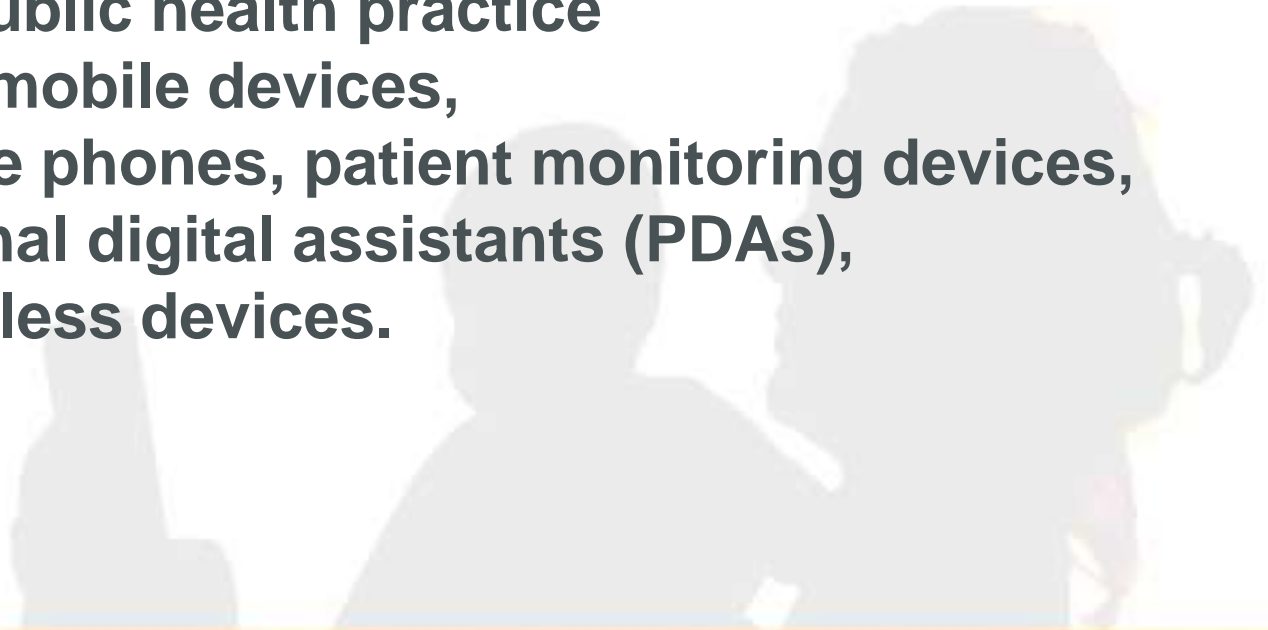 ublic health practice
mobile devices,
e phones, patient monitoring devices,
nal digital assistants (PDAs),
less devices.